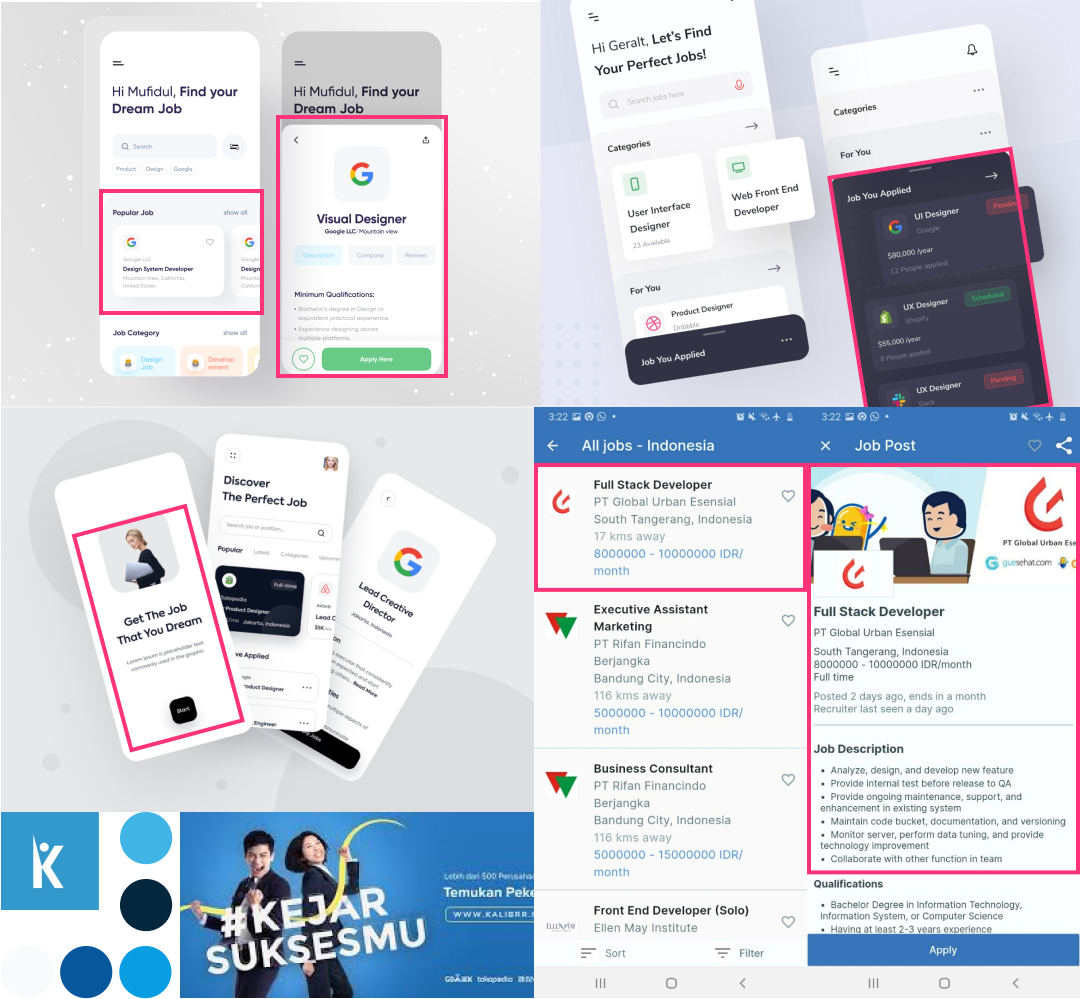 Hi Mufidul, Find your
Dream Job
Search
Product
Design
Google
Popular Job
show all
Google LLC
Design System Developer
Mountain View, California,
United States
Google
Design
Mountain
California
Job Category
show all
Design
Job
Develop
ement
Hi Mufidul, Find your
Dream Job
Visual Designer
Google LLC/Mountain view
Description
Company
Reviews
Minimum Qualifications:
• Bachelor's degree in Design or
equivalent practical experience.
• Experience designing across
multiple platforms.
Apply Here
Hi Geralt, Let's Find
Your Perfect Jobs!
Search jobs here
Categories
User Interface
Designer
23 Available
Web Front End
Developer
For You
Product Designer
Dribbble
Job You Applied
Categories
For You
Job You Applied
UI Designer
Google
Pending
$80,000 /year
12 People applied
UX Designer
Shopify
Scheduled
$55,000 /year
8 People applied
UX Designer
Slack
Pending
Get The Job
That You Dream
Lorem ipsum is placeholder text
commonly used in the graphic
Start
Discover
The Perfect Job
Search job or position...
Popular
Latest
Categories
Upcoming
Full-time
Tokopedia
Product Designer
Jakarta, Indonesia
Airbnb
Lead C
$5K/
ve Applied
Product Designer
Engineer
Lead Creative
Director
Jakarta, Indonesia
Read More
3:22
All jobs - Indonesia
Full Stack Developer
PT Global Urban Esensial
South Tangerang, Indonesia
17 kms away
8000000 - 10000000 IDR/
month
Executive Assistant
Marketing
PT Rifan Financindo
Berjangka
Bandung City, Indonesia
116 kms away
5000000 - 10000000 IDR/
month
Business Consultant
PT Rifan Financindo
Berjangka
Bandung City, Indonesia
116 kms away
5000000 - 15000000 IDR/
month
Front End Developer (Solo)
Ellen May Institute
Sort
Filter
3:22
Job Post
PT Global Urban Ese
guesehat.com
Full Stack Developer
PT Global Urban Esensial
South Tangerang, Indonesia
8000000 - 10000000 IDR/month
Full time
Posted 2 days ago, ends in a month
Recruiter last seen a day ago
Job Description
• Analyze, design, and develop new feature
• Provide internal test before release to QA
• Provide ongoing maintenance, support, and
enhancement in existing system
• Maintain code bucket, documentation, and versioning
• Monitor server, perform data tuning, and provide
technology improvement
• Collaborate with other function in team
Qualifications
• Bachelor Degree in Information Technology,
Information System, or Computer Science
• Having at least 2-3 years experience
Apply
K
#KEJAR
SUKSESMU
Lebih dari 500 Perusaha
Temukan Peke
WWW.KALIBRR.
GOJEK
tokopedia